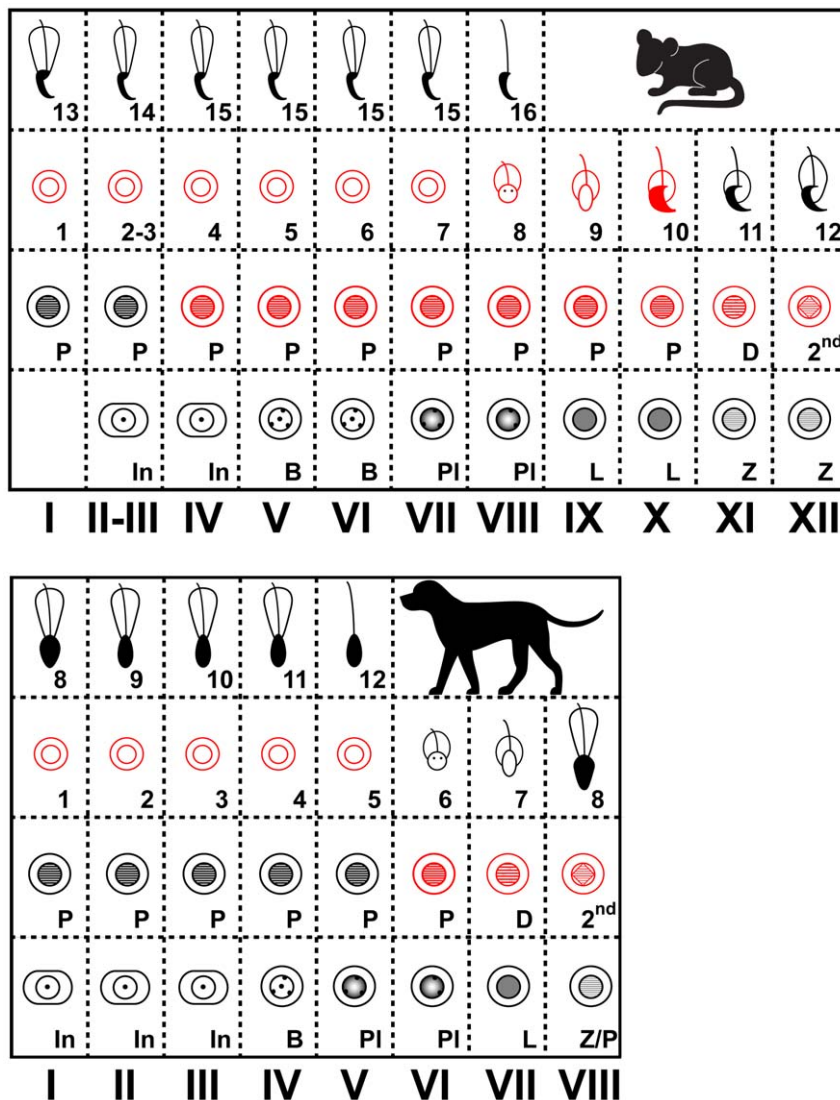 13 14 15 15 15 15 16
1 2-3 4 5 6 7 8 9 10 11 12
P P P P P P P P P D 2nd
In In B B Pl Pl L L Z Z
I II-III IV V VI VII VIII IX X XI XII
8 9 10 11 12
1 2 3 4 5 6 7 8
P P P P P P D 2nd
In In In B Pl Pl L Z/P
I II III IV V VI VII VIII